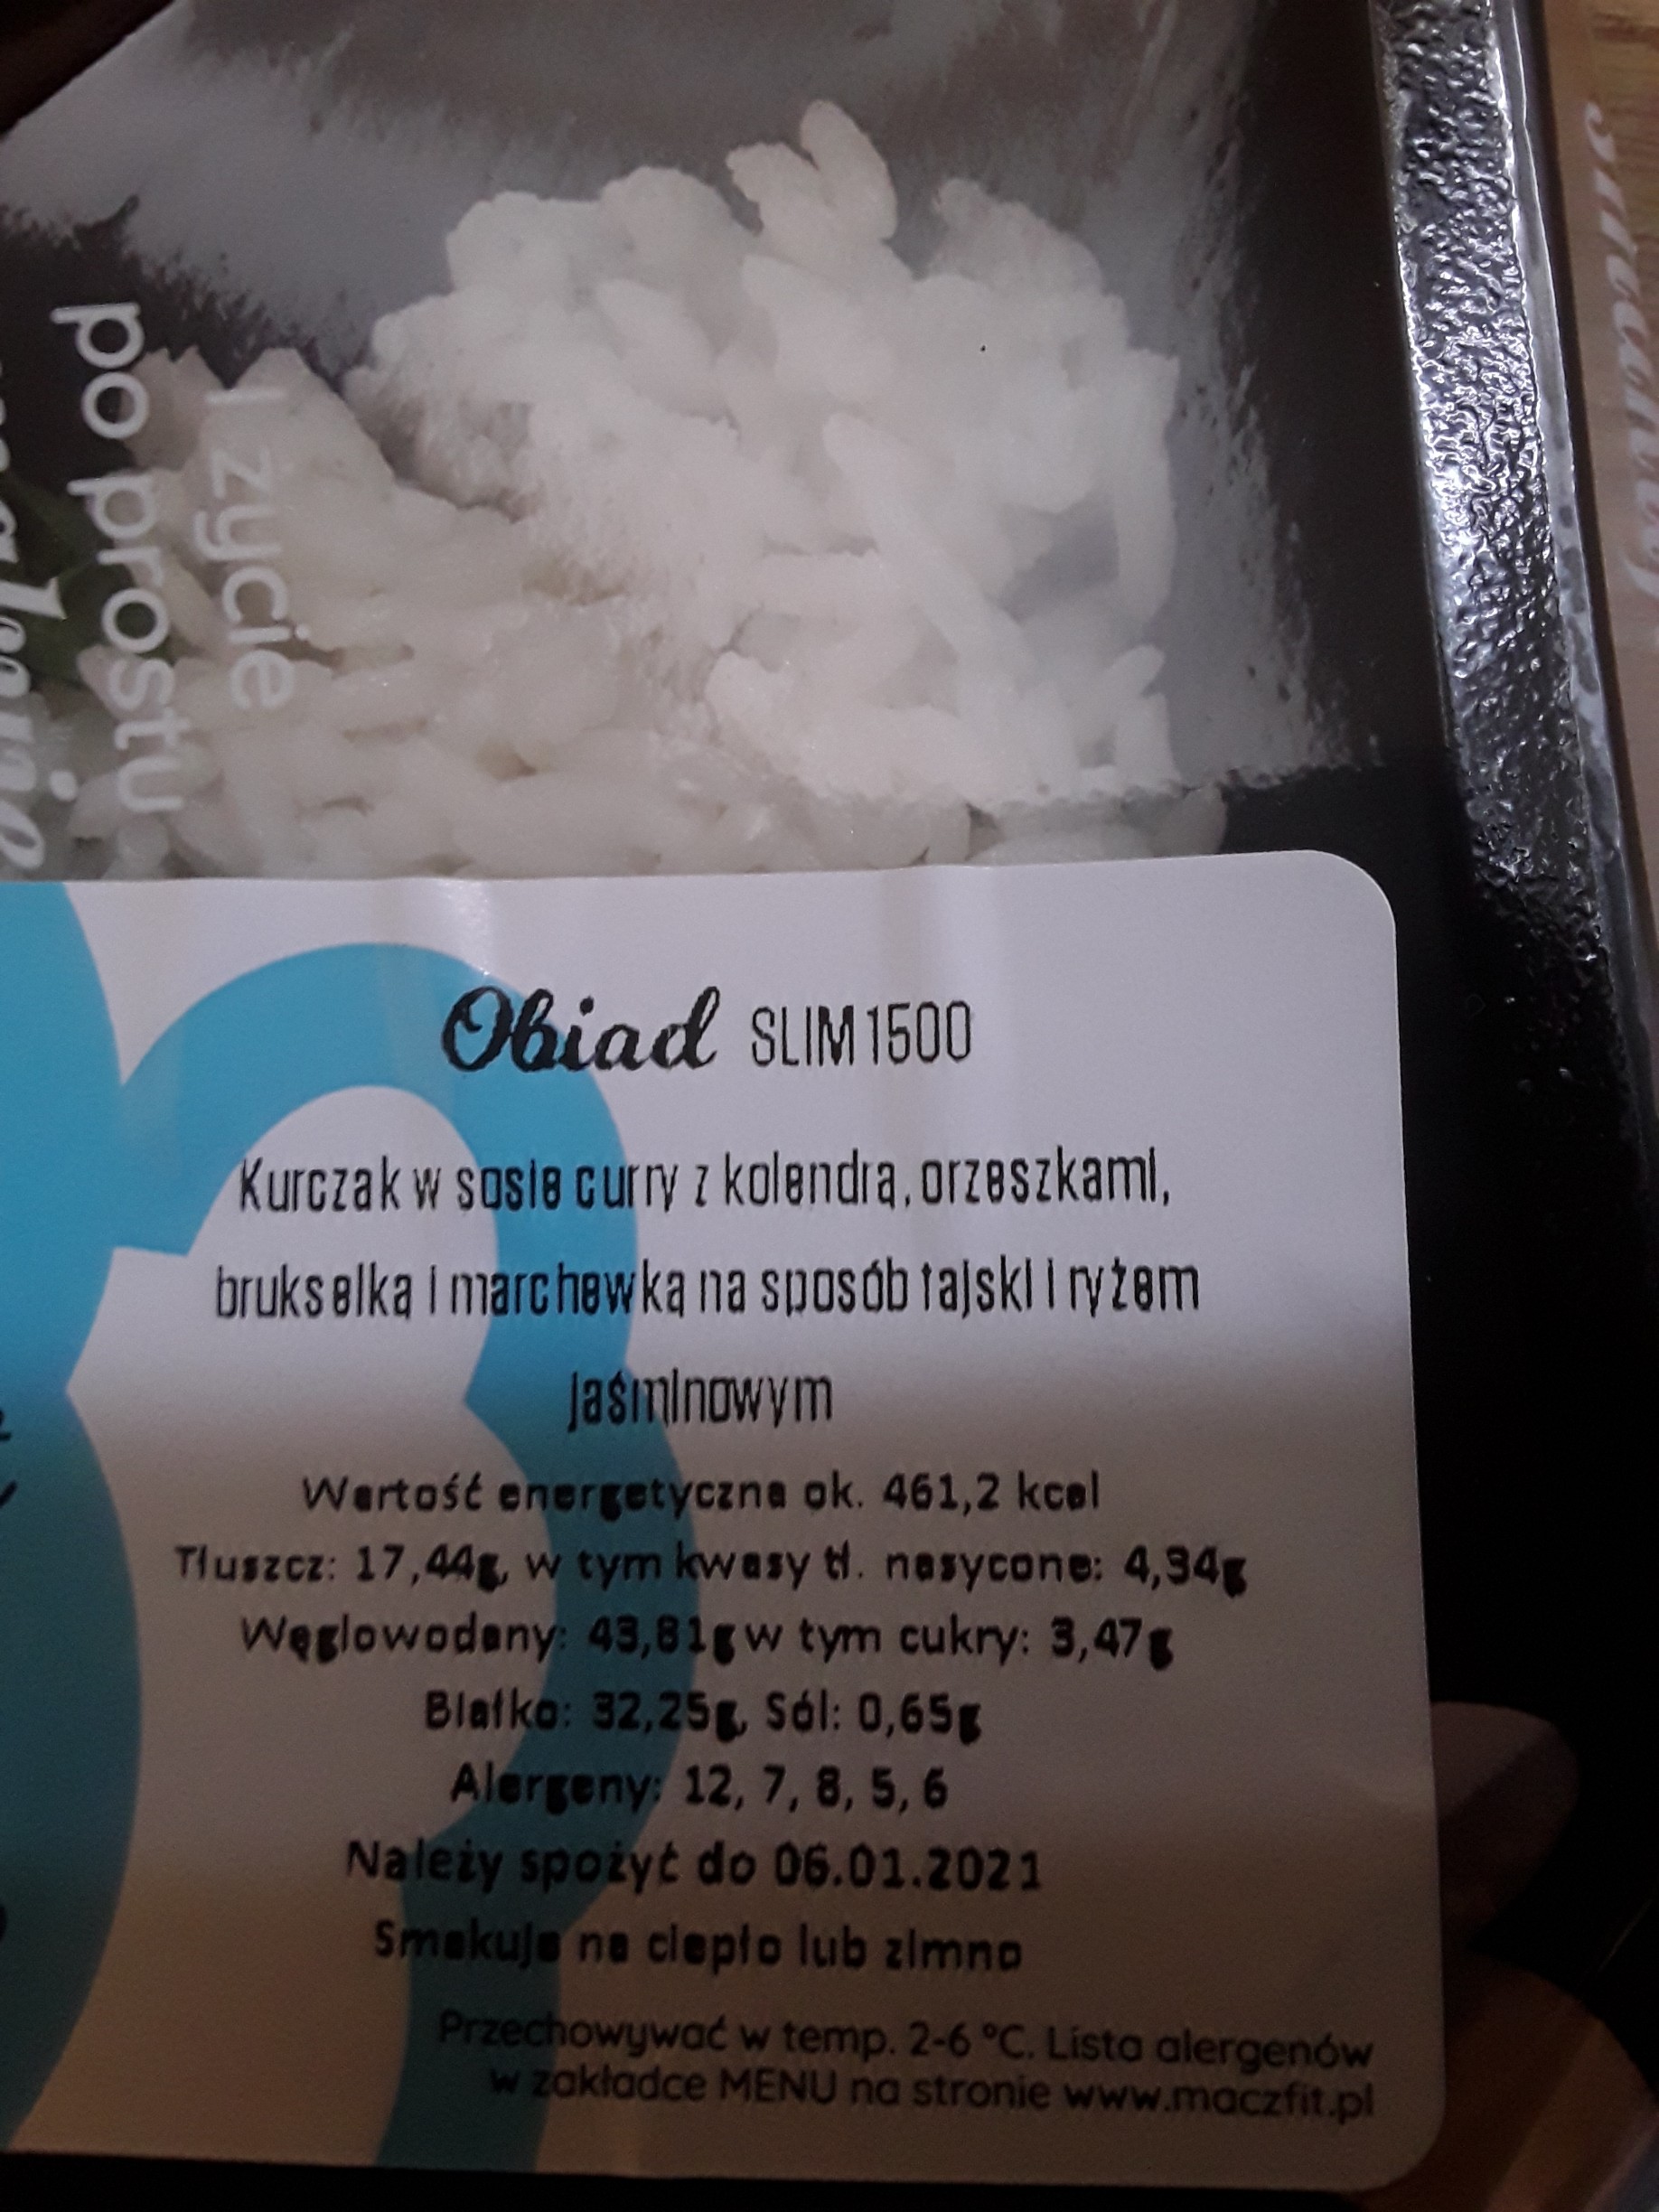 i życie
po prostu
Obiad SLIM 1500
Kurczak w sosie curry z kolendrą, orzeszkami,
brukselką i marchewką na sposób tajski i ryżem
jaśminowym
Wartość energetyczna ok. 461,2 kcal
Tłuszcz: 17,44g, w tym kwasy tł. nasycone: 4,34g
Węglowodany: 43,81g w tym cukry: 3,47g
Białko: 32,25g, Sól: 0,65g
Alergeny: 12, 7, 8, 5, 6
Należy spożyć do 06.01.2021
Smakuje na ciepło lub zimno
Przechowywać w temp. 2-6 °C. Lista alergenów
w zakładce MENU na stronie www.maczfit.pl